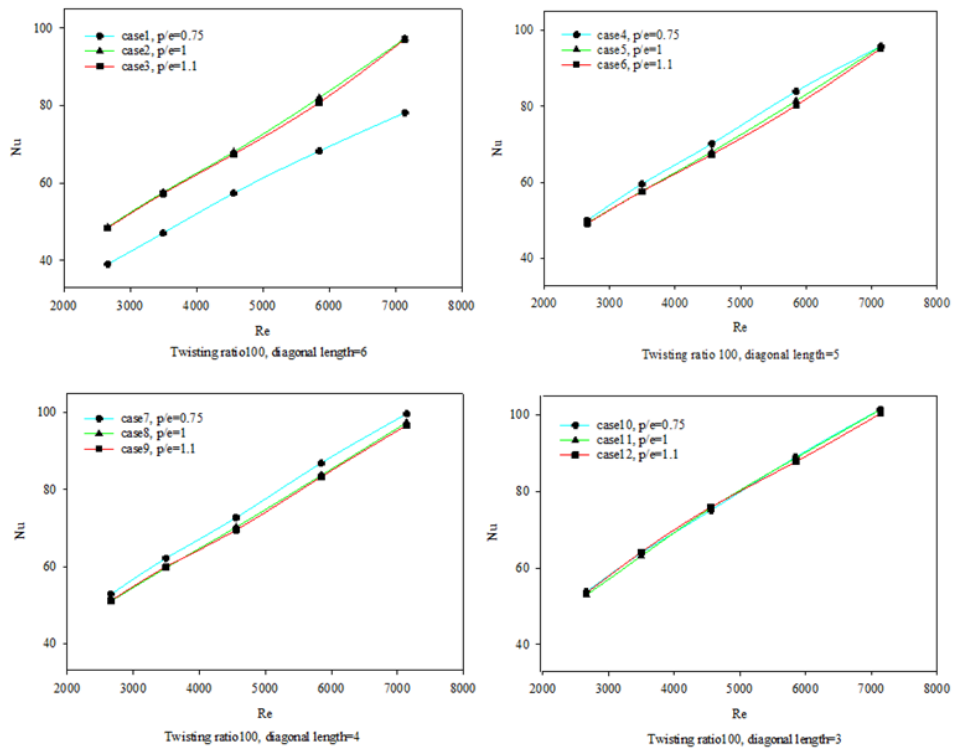 100
80
60
40
Nu
case1, p/e=0.75
case2, p/e=1
case3, p/e=1.1
2000 3000 4000 5000 6000 7000 8000
Re
Twisting ratio100, diagonal length=6
100
80
60
40
Nu
case4, p/e=0.75
case5, p/e=1
case6, p/e=1.1
2000 3000 4000 5000 6000 7000 8000
Re
Twisting ratio 100, diagonal length=5
100
80
60
40
Nu
case7, p/e=0.75
case8, p/e=1
case9, p/e=1.1
2000 3000 4000 5000 6000 7000 8000
Re
Twisting ratio100, diagonal length=4
100
80
60
40
Nu
case10, p/e=0.75
case11, p/e=1
case12, p/e=1.1
2000 3000 4000 5000 6000 7000 8000
Re
Twisting ratio100, diagonal length=3